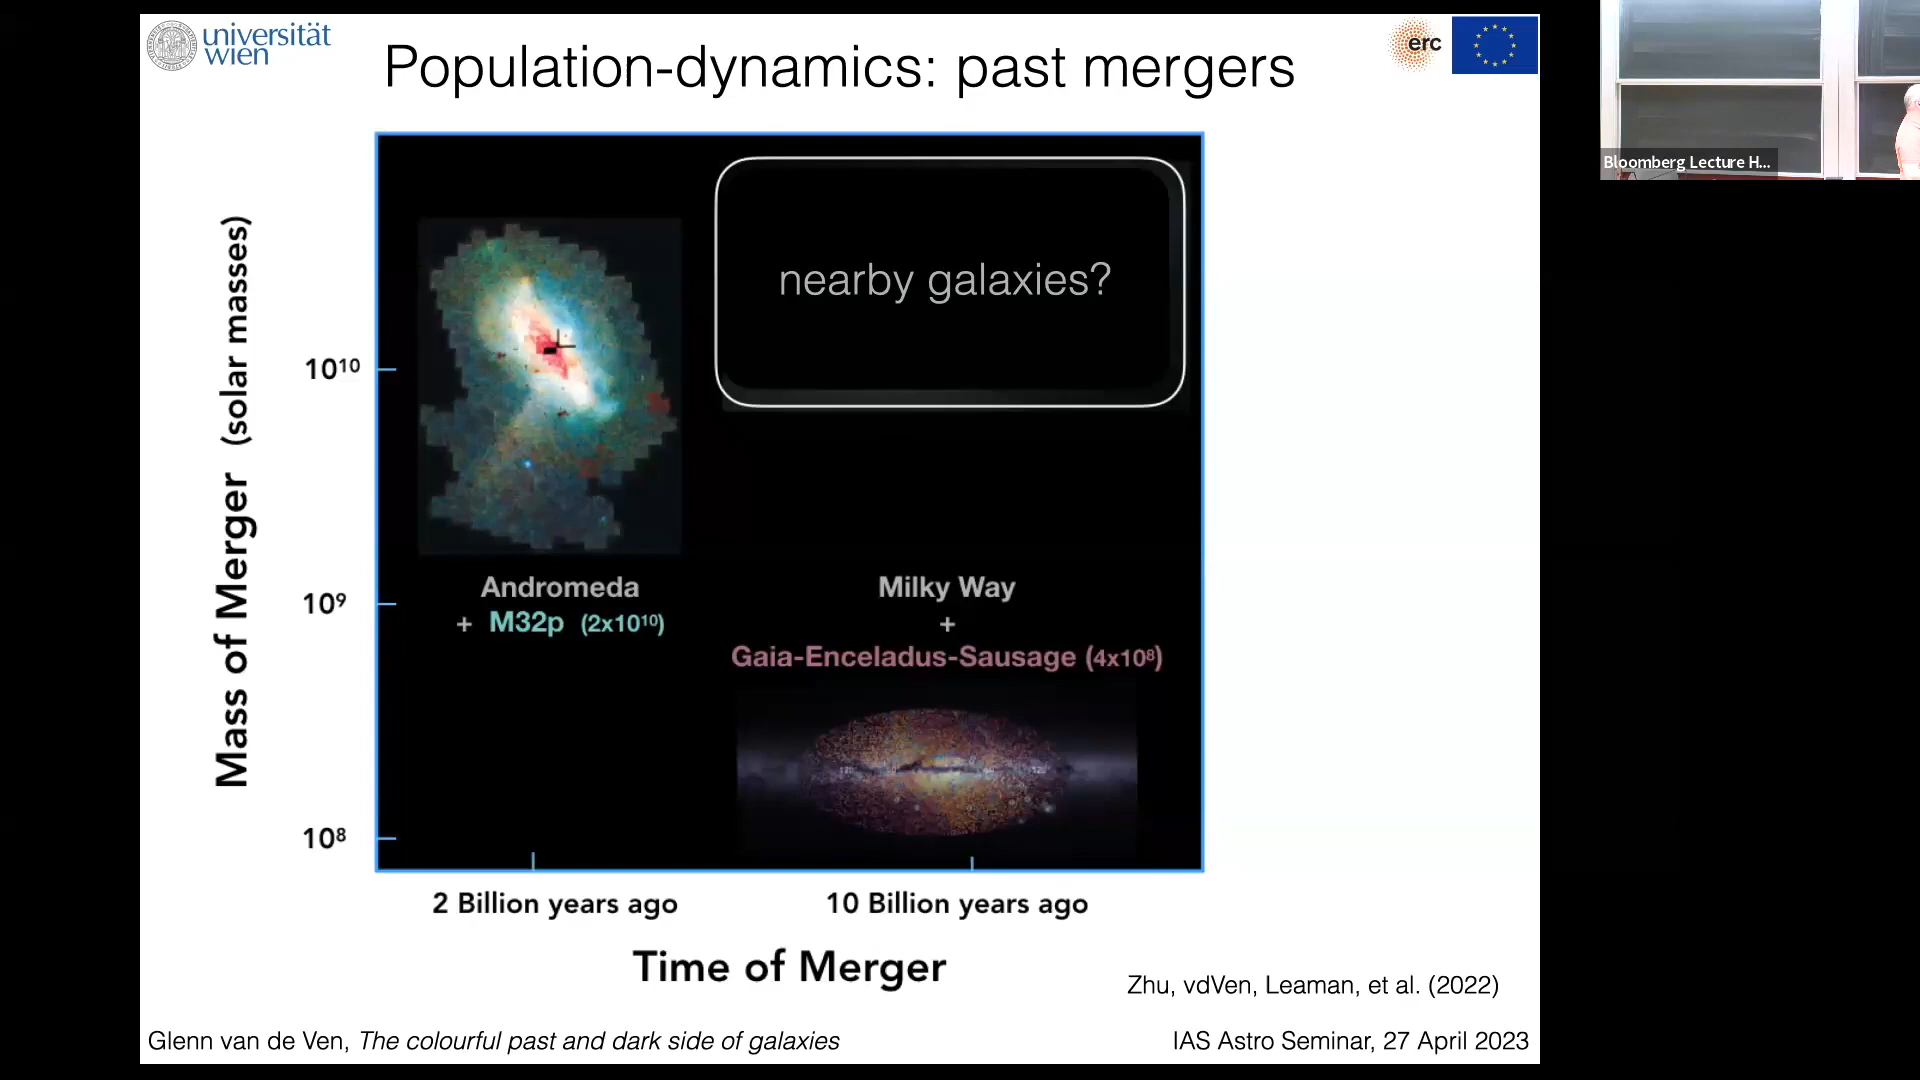 universität
wien
Population-dynamics: past mergers
erc
Bloomberg Lecture H...
nearby galaxies?
Mass of Merger (solar masses)
10¹⁰
10⁹
10⁸
Andromeda
+ M32p (2x10¹⁰)
Milky Way
+
Gaia-Enceladus-Sausage (4x10⁸)
2 Billion years ago
10 Billion years ago
Time of Merger
Zhu, vdVen, Leaman, et al. (2022)
Glenn van de Ven, The colourful past and dark side of galaxies
IAS Astro Seminar, 27 April 2023